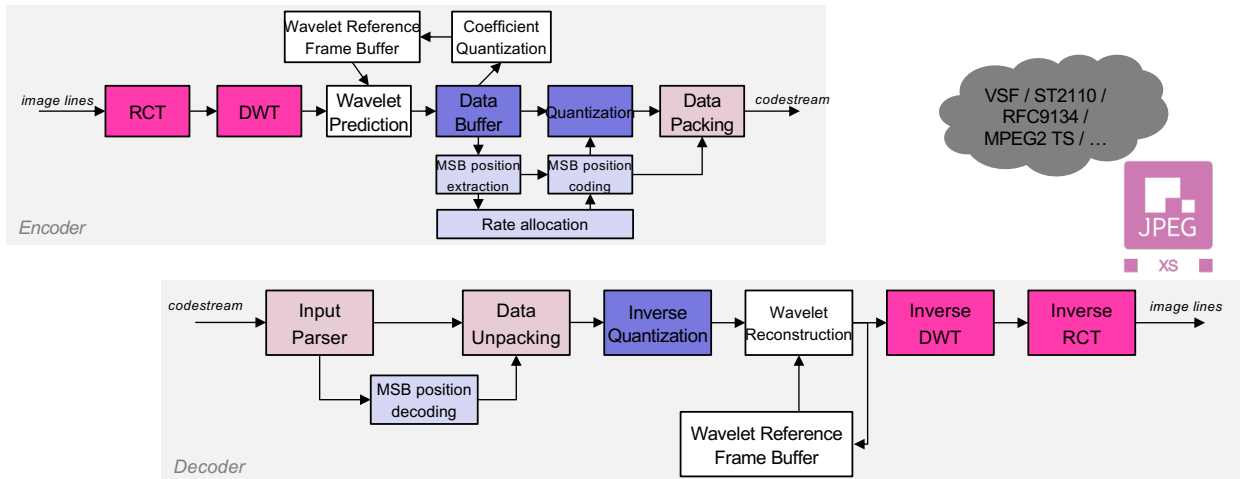 Wavelet Reference
Frame Buffer
Coefficient
Quantization
image lines
RCT
DWT
Wavelet
Prediction
Data
Buffer
Quantization
Data
Packing
codestream
MSB position
extraction
MSB position
coding
Rate allocation
Encoder
VSF / ST2110 /
RFC9134 /
MPEG2 TS / ...
JPEG
XS
codestream
Input
Parser
Data
Unpacking
Inverse
Quantization
Wavelet
Reconstruction
Inverse
DWT
Inverse
RCT
image lines
MSB position
decoding
Wavelet Reference
Frame Buffer
Decoder